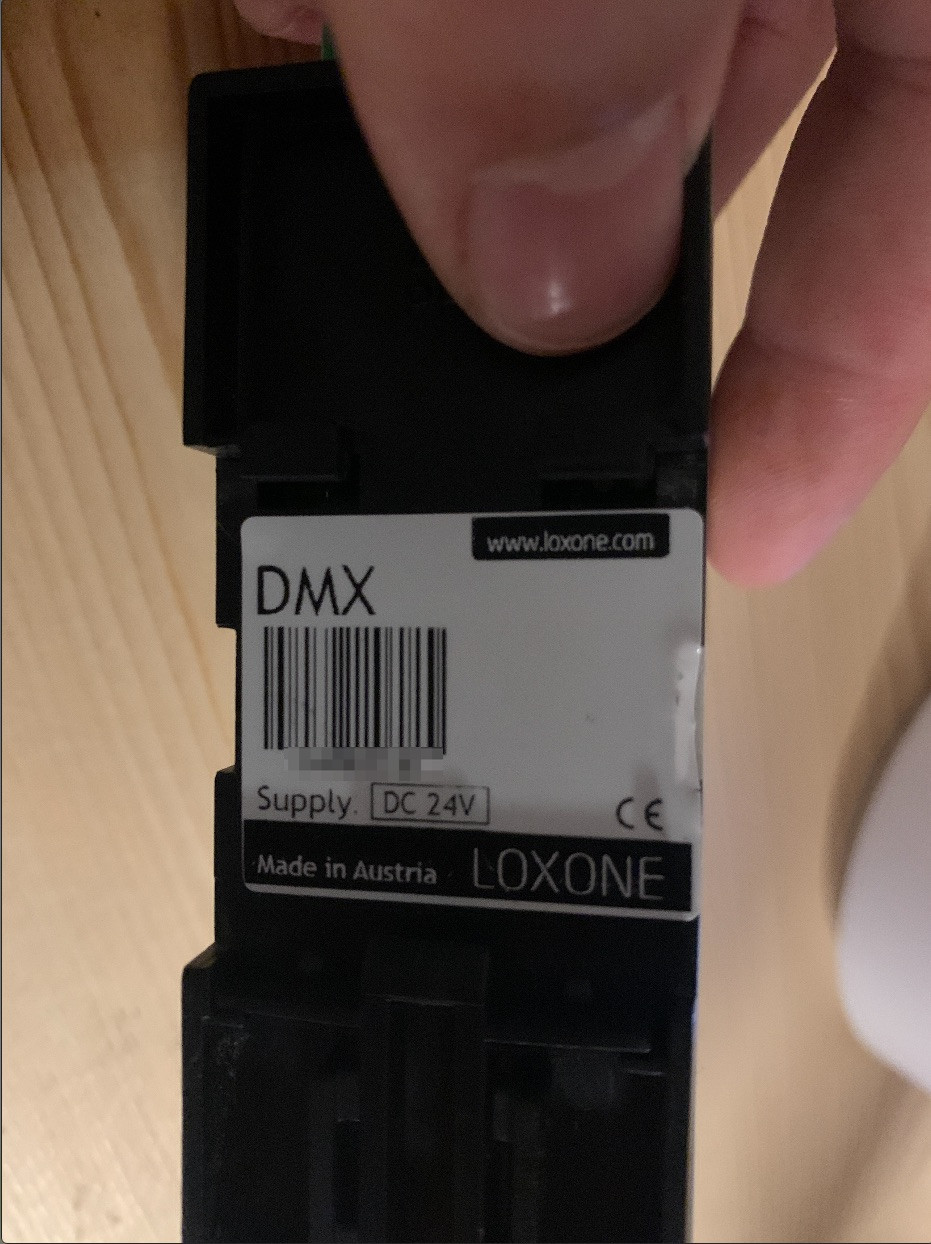 www.loxone.com
DMX
Supply. DC 24V
CE
Made in Austria LOXONE